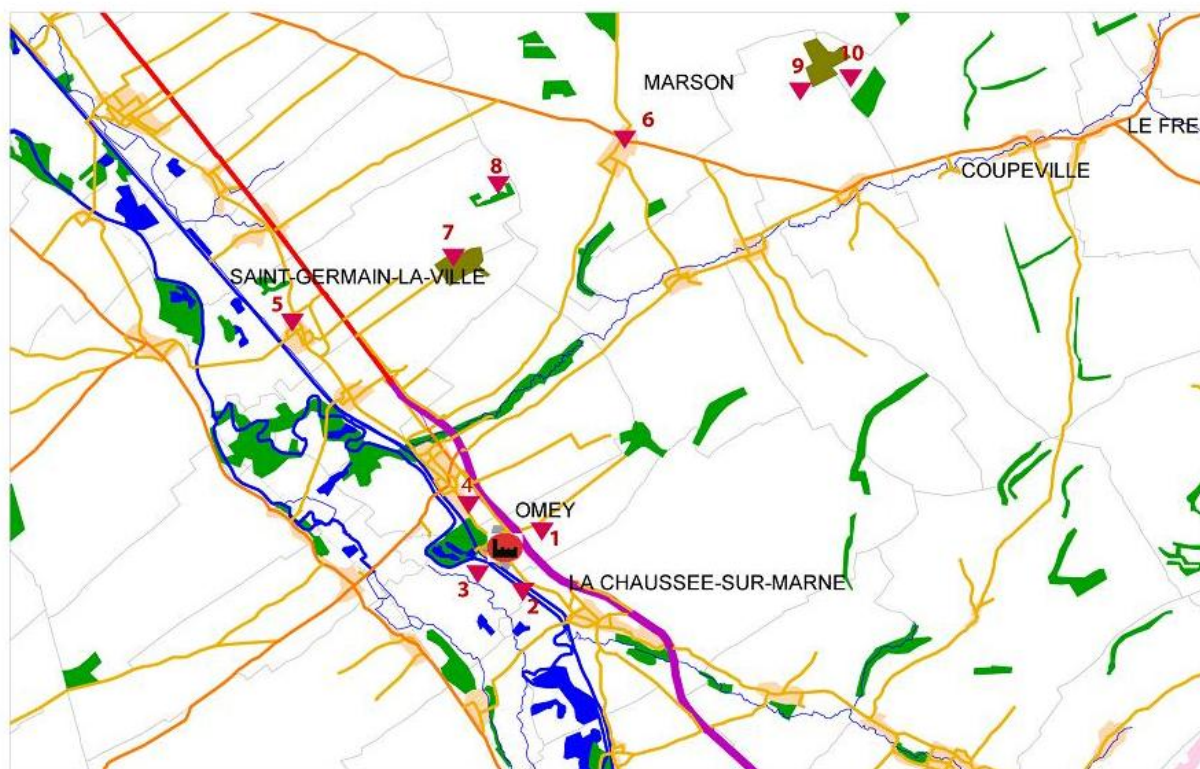 9
10
MARSON
6
LE FRE
8
COUPEVILLE
7
SAINT-GERMAIN-LA-VILLE
5
4
OMEY
1
3
LA CHAUSSEE-SUR-MARNE
2